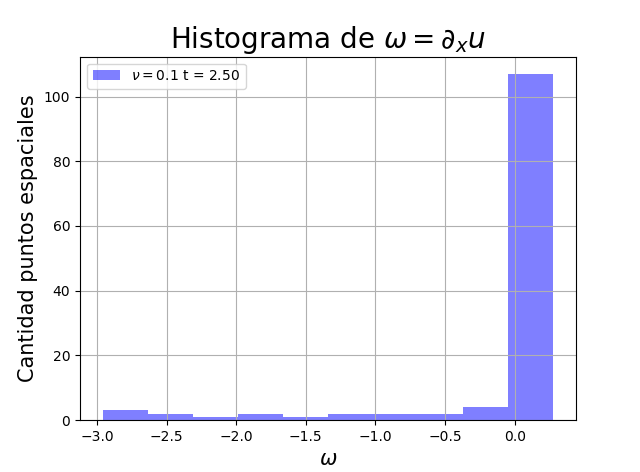 Histograma de ω = ∂ₓu
ν = 0.1 t = 2.50
Cantidad puntos espaciales
100
80
60
40
20
0
−3.0 −2.5 −2.0 −1.5 −1.0 −0.5 0.0
ω